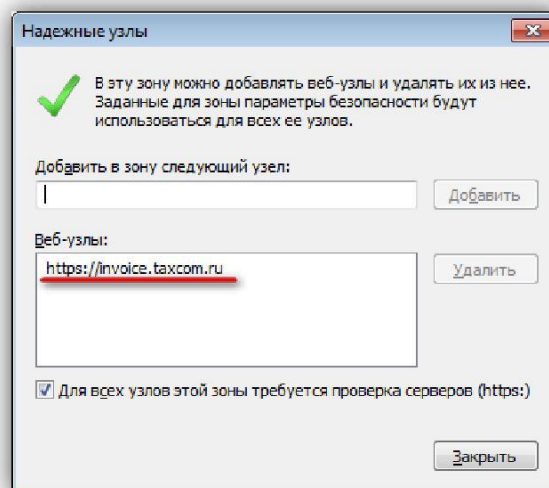 Надежные узлы
В эту зону можно добавлять веб-узлы и удалять их из нее.
Заданные для зоны параметры безопасности будут
использоваться для всех ее узлов.
Добавить в зону следующий узел:
Добавить
Веб-узлы:
https://invoice.taxcom.ru
Удалить
Для всех узлов этой зоны требуется проверка серверов (https:)
Закрыть